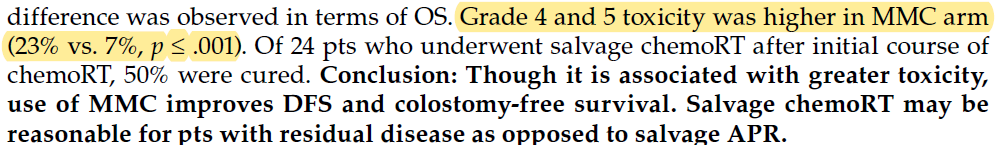 difference was observed in terms of OS. Grade 4 and 5 toxicity was higher in MMC arm
(23% vs. 7%, p ≤ .001). Of 24 pts who underwent salvage chemoRT after initial course of
chemoRT, 50% were cured. Conclusion: Though it is associated with greater toxicity,
use of MMC improves DFS and colostomy-free survival. Salvage chemoRT may be
reasonable for pts with residual disease as opposed to salvage APR.